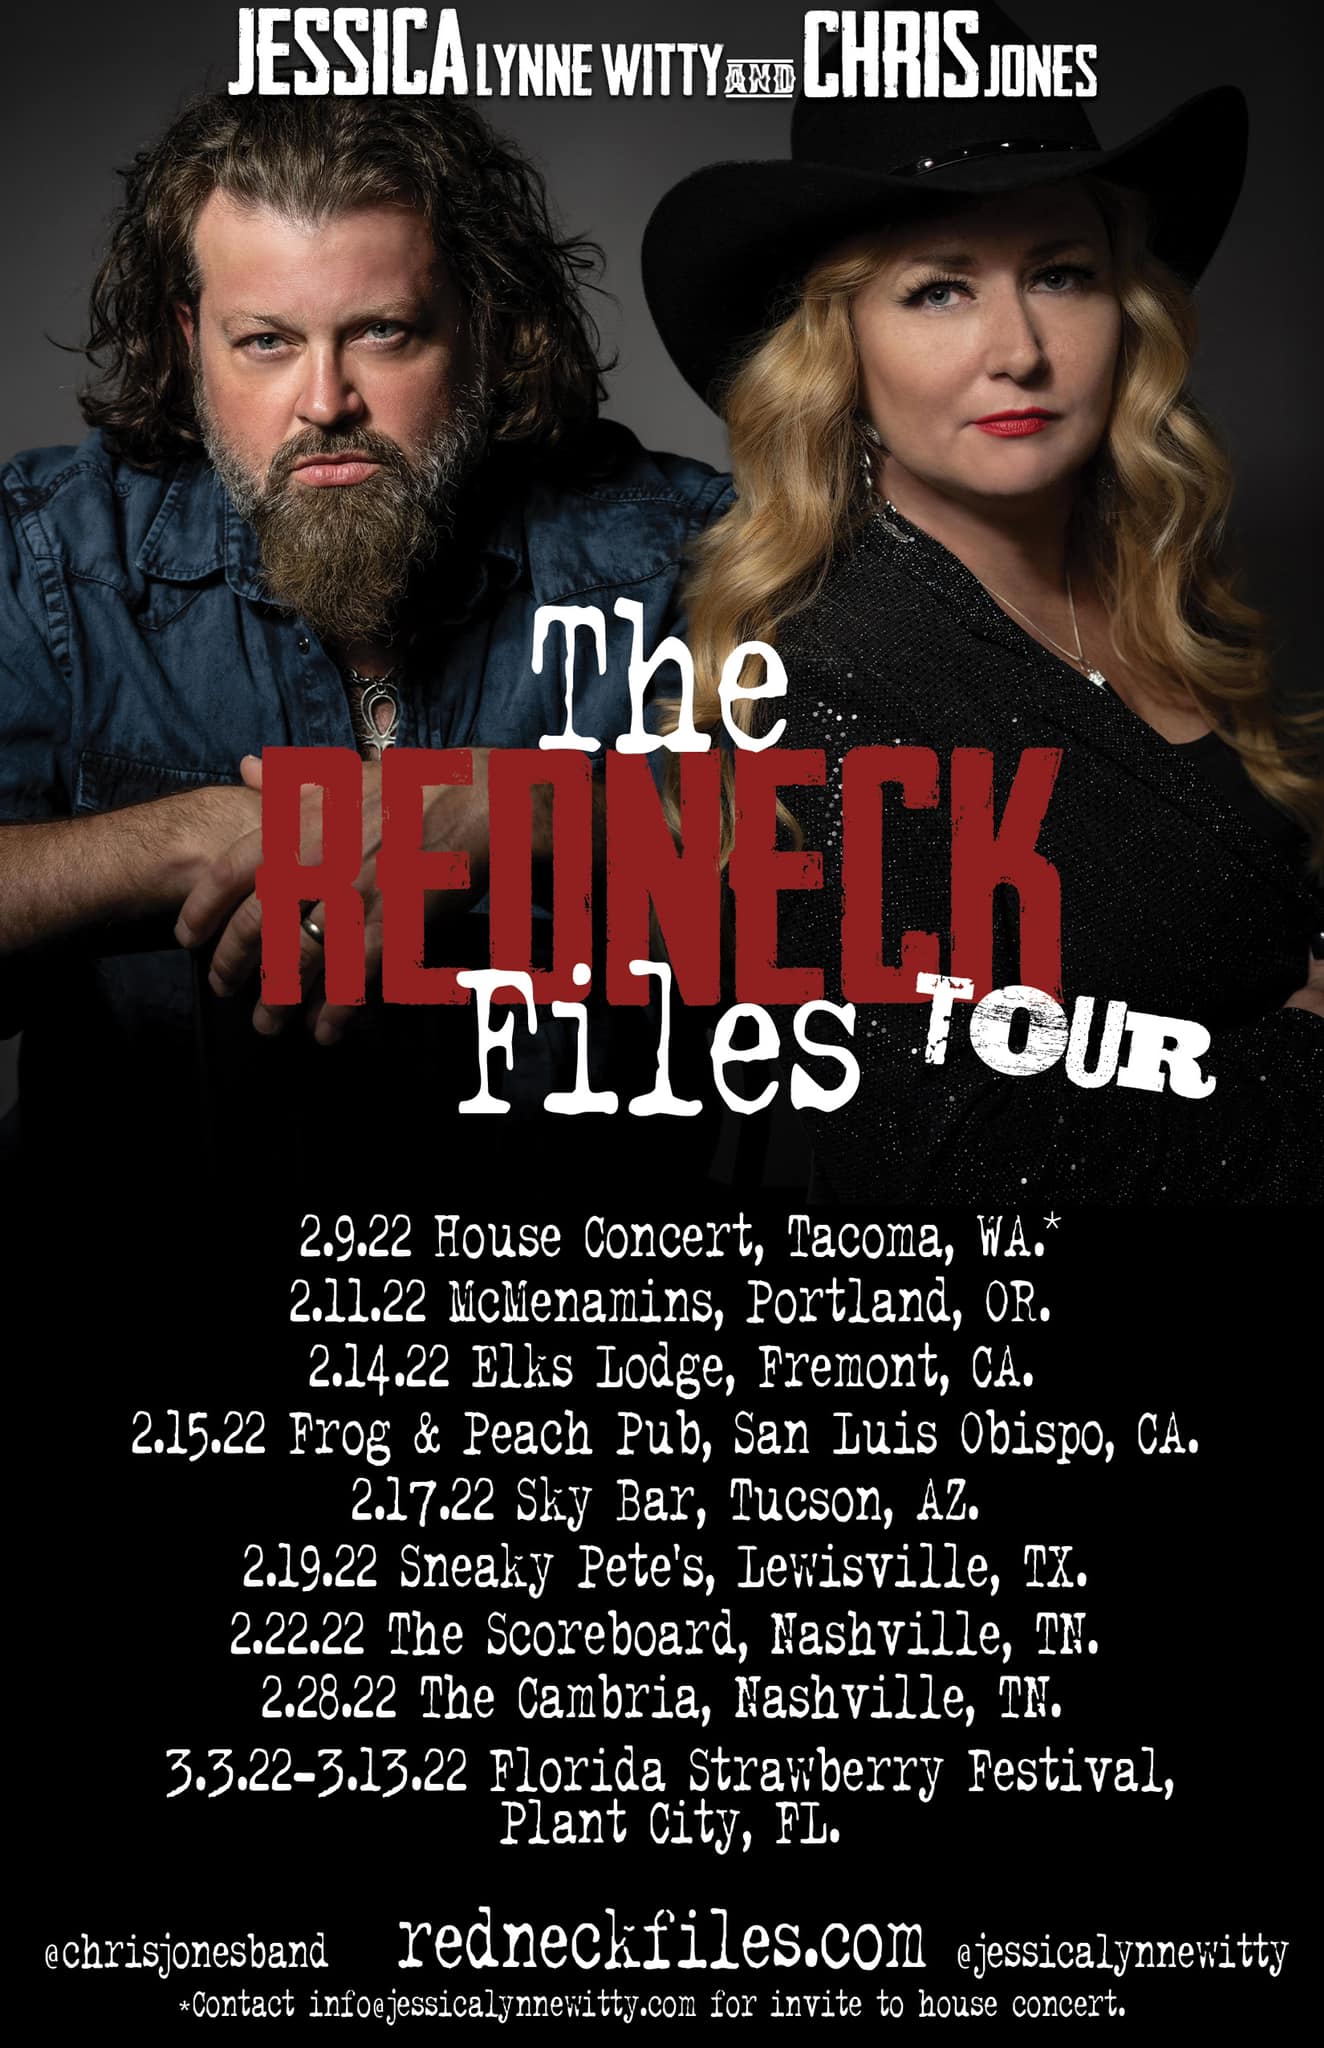 JESSICA LYNNE WITTY AND CHRIS JONES
The
REDNECK
Files TOUR
2.9.22 House Concert, Tacoma, WA.*
2.11.22 McMenamins, Portland, OR.
2.14.22 Elks Lodge, Fremont, CA.
2.15.22 Frog & Peach Pub, San Luis Obispo, CA.
2.17.22 Sky Bar, Tucson, AZ.
2.19.22 Sneaky Pete's, Lewisville, TX.
2.22.22 The Scoreboard, Nashville, TN.
2.28.22 The Cambria, Nashville, TN.
3.3.22-3.13.22 Florida Strawberry Festival,
Plant City, FL.
@chrisjonesband redneckfiles.com @jessicalynnewitty
*Contact info@jessicalynnewitty.com for invite to house concert.